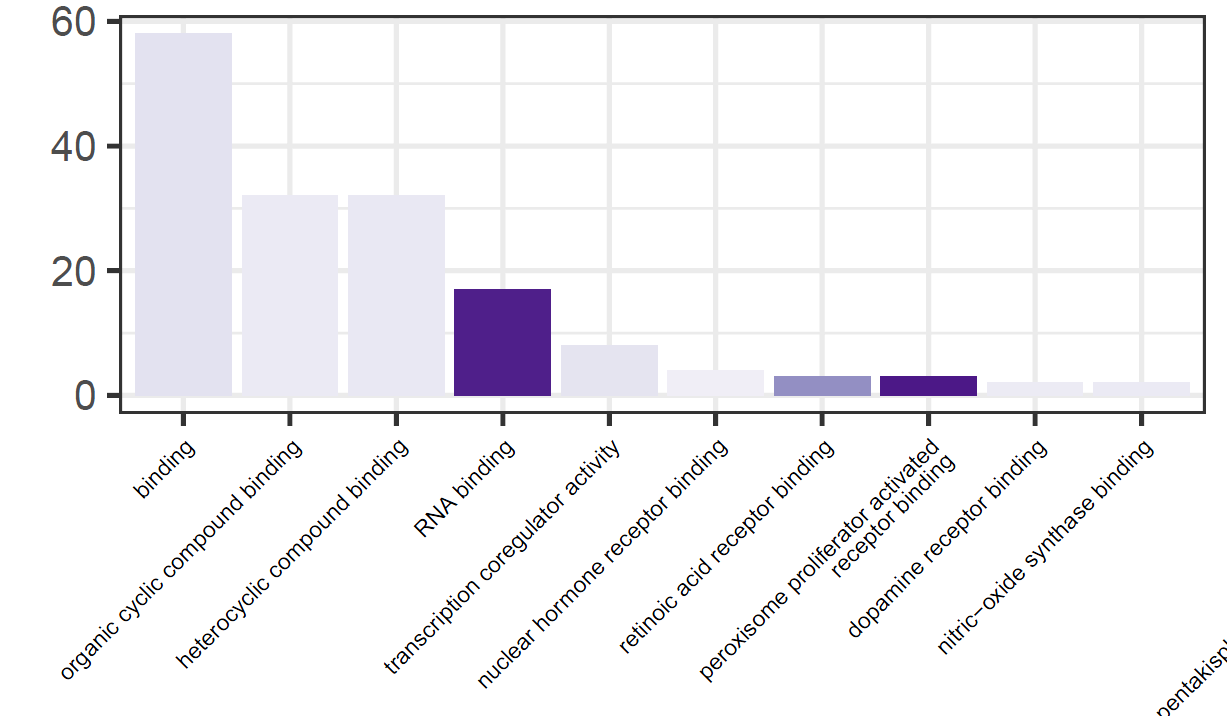 60
40
20
0
binding
organic cyclic compound binding
heterocyclic compound binding
RNA binding
transcription coregulator activity
nuclear hormone receptor binding
retinoic acid receptor binding
peroxisome proliferator activated
receptor binding
dopamine receptor binding
nitric−oxide synthase binding